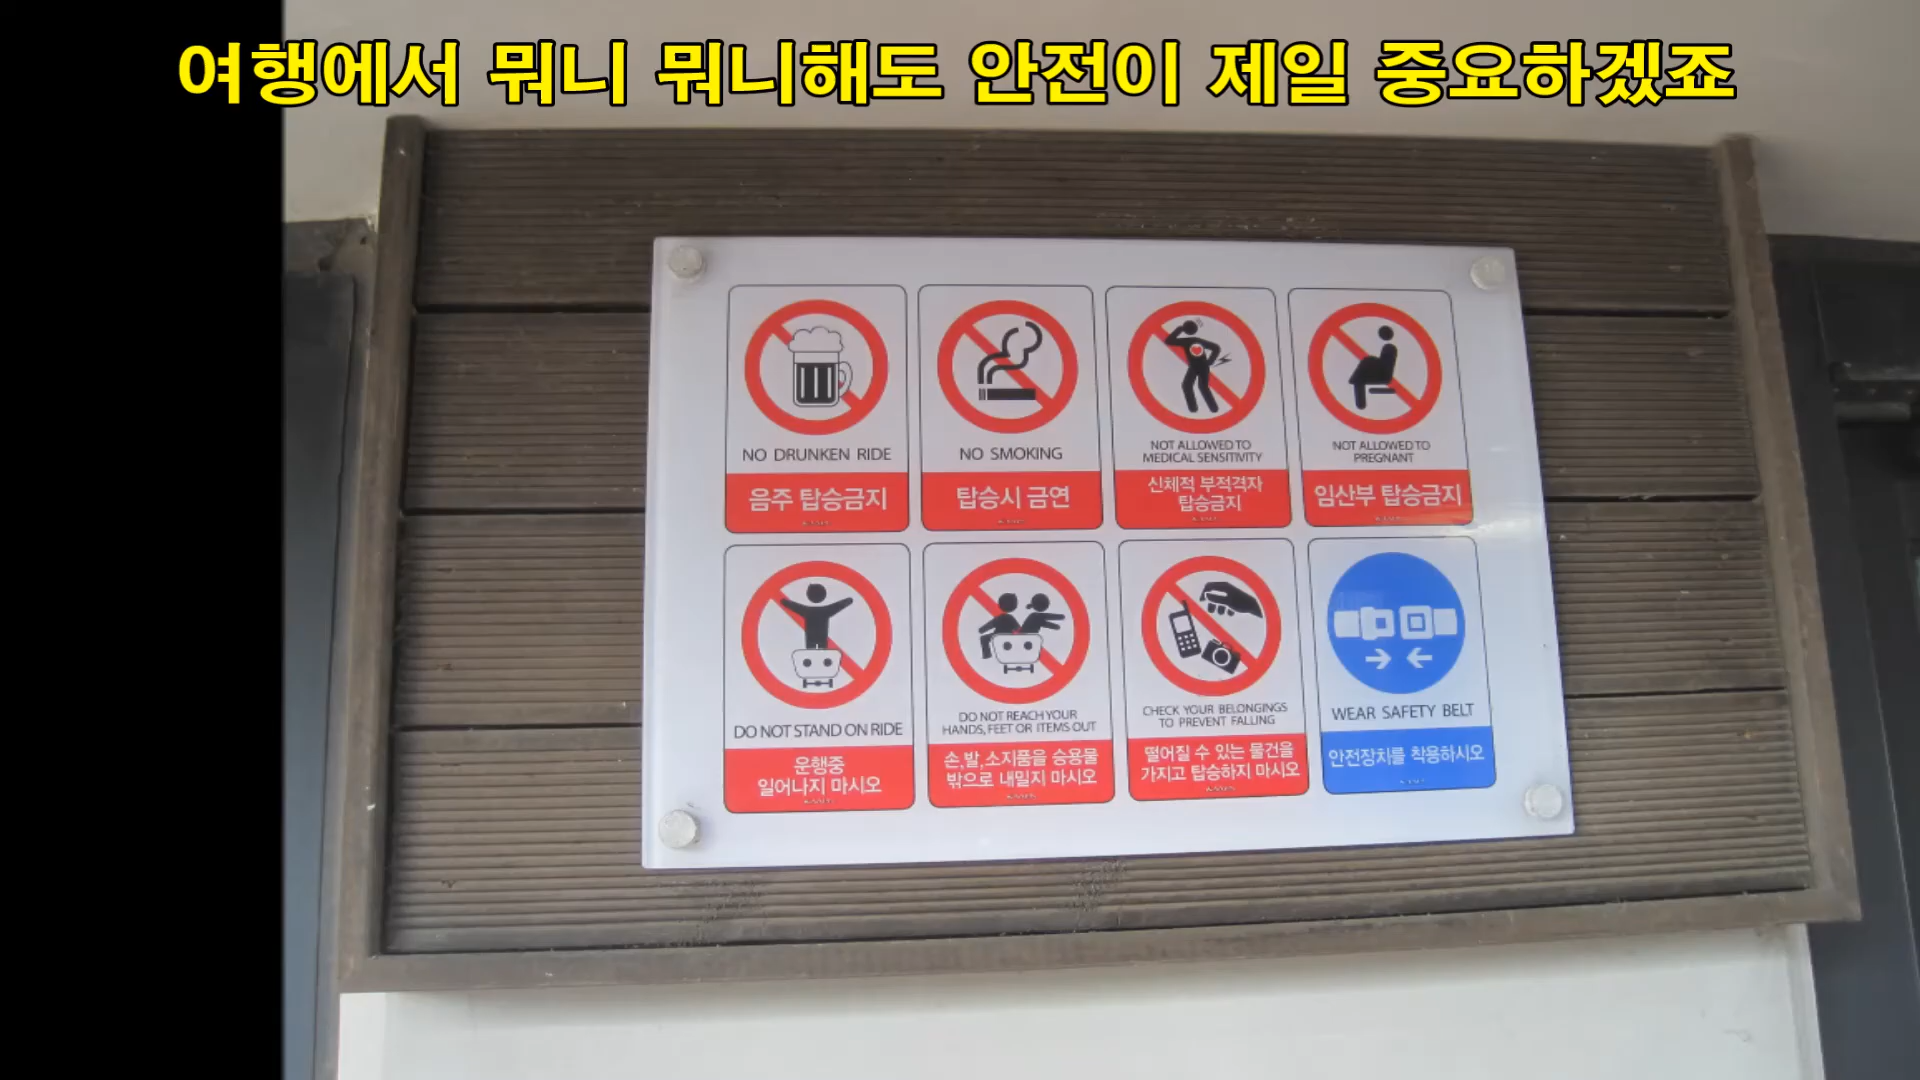 여행에서 뭐니 뭐니해도 안전이 제일 중요하겠죠
NO DRUNKEN RIDE
음주 탑승금지
NO SMOKING
탑승시 금연
NOT ALLOWED TO
MEDICAL SENSITIVITY
신체적 부적격자
탑승금지
NOT ALLOWED TO
PREGNANT
임산부 탑승금지
DO NOT STAND ON RIDE
운행중
일어나지 마시오
DO NOT REACH YOUR
HANDS, FEET OR ITEMS OUT
손,발,소지품을 승용물
밖으로 내밀지 마시오
CHECK YOUR BELONGINGS
TO PREVENT FALLING
떨어질 수 있는 물건을
가지고 탑승하지 마시오
WEAR SAFETY BELT
안전장치를 착용하시오